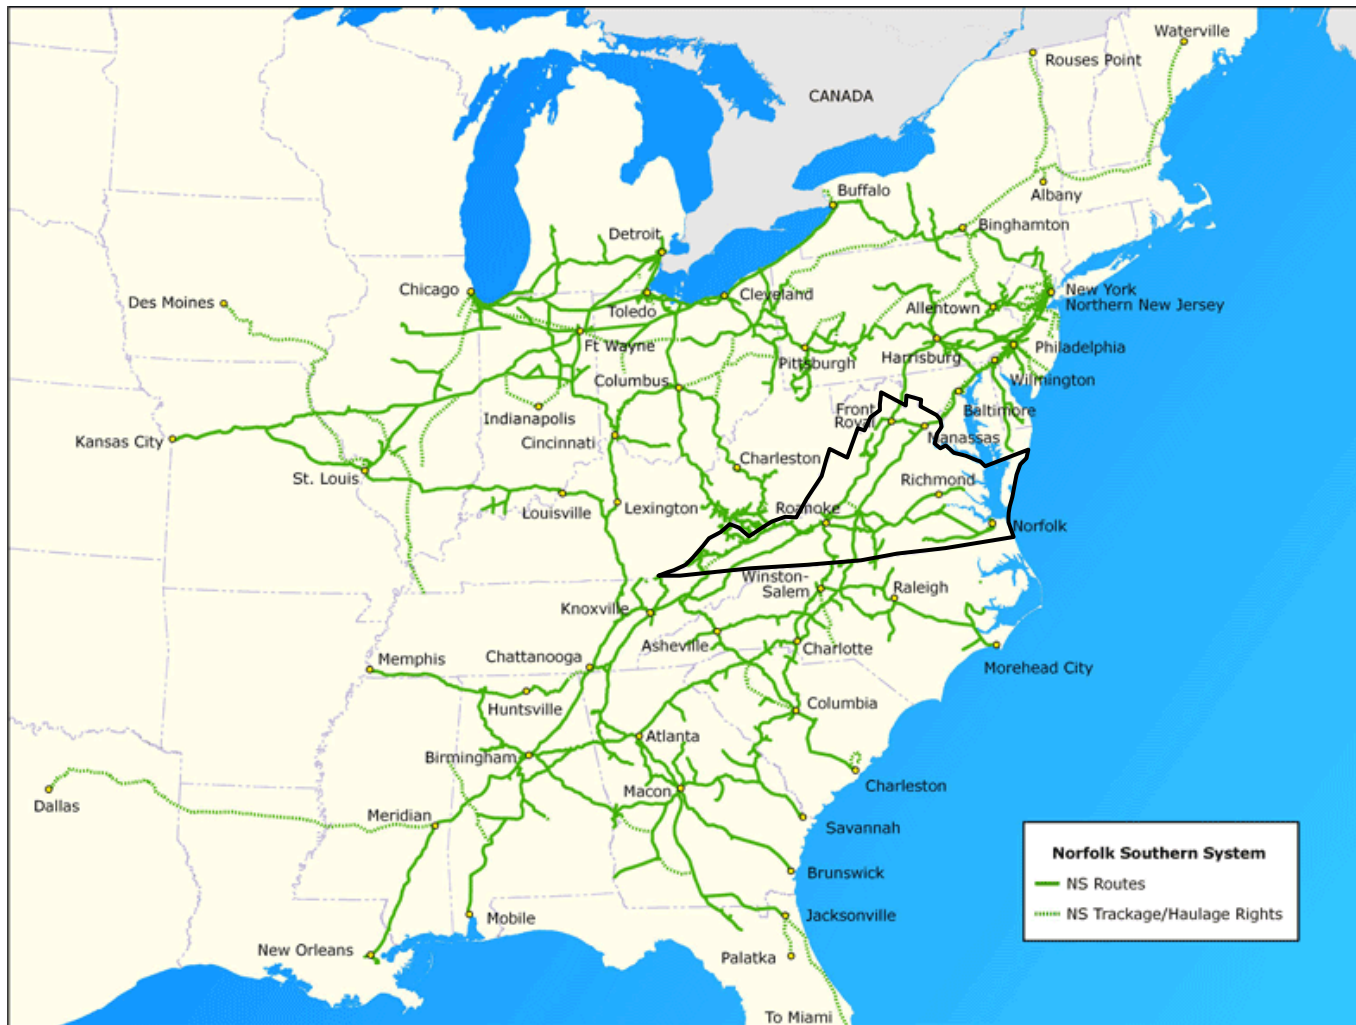 Waterville
Rouses Point
CANADA
Buffalo
Albany
Binghamton
Detroit
Chicago
Des Moines
Toledo
Cleveland
Allentown
New York
Northern New Jersey
Ft Wayne
Pittsburgh
Harrisburg
Philadelphia
Columbus
Wilmington
Indianapolis
Front
Royal
Baltimore
Kansas City
Cincinnati
Manassas
St. Louis
Charleston
Richmond
Louisville
Lexington
Roanoke
Norfolk
Winston-
Salem
Raleigh
Knoxville
Asheville
Charlotte
Morehead City
Memphis
Chattanooga
Huntsville
Columbia
Atlanta
Birmingham
Charleston
Dallas
Macon
Meridian
Savannah
Norfolk Southern System
NS Routes
NS Trackage/Haulage Rights
Brunswick
Mobile
Jacksonville
New Orleans
Palatka
To Miami